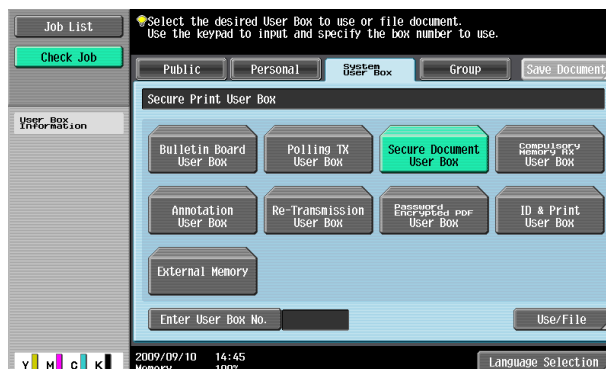 Job List
Check Job
Select the desired User Box to use or file document.
Use the keypad to input and specify the box number to use.
Public
Personal
System
User Box
Group
Save Document
Secure Print User Box
User Box
Information
Bulletin Board
User Box
Polling TX
User Box
Secure Document
User Box
Compulsory
Memory RX
User Box
Annotation
User Box
Re-Transmission
User Box
Password
Encrypted PDF
User Box
ID & Print
User Box
External Memory
Enter User Box No.
Use/File
Y M C K
2009/09/10 14:45
Memory 100%
Language Selection